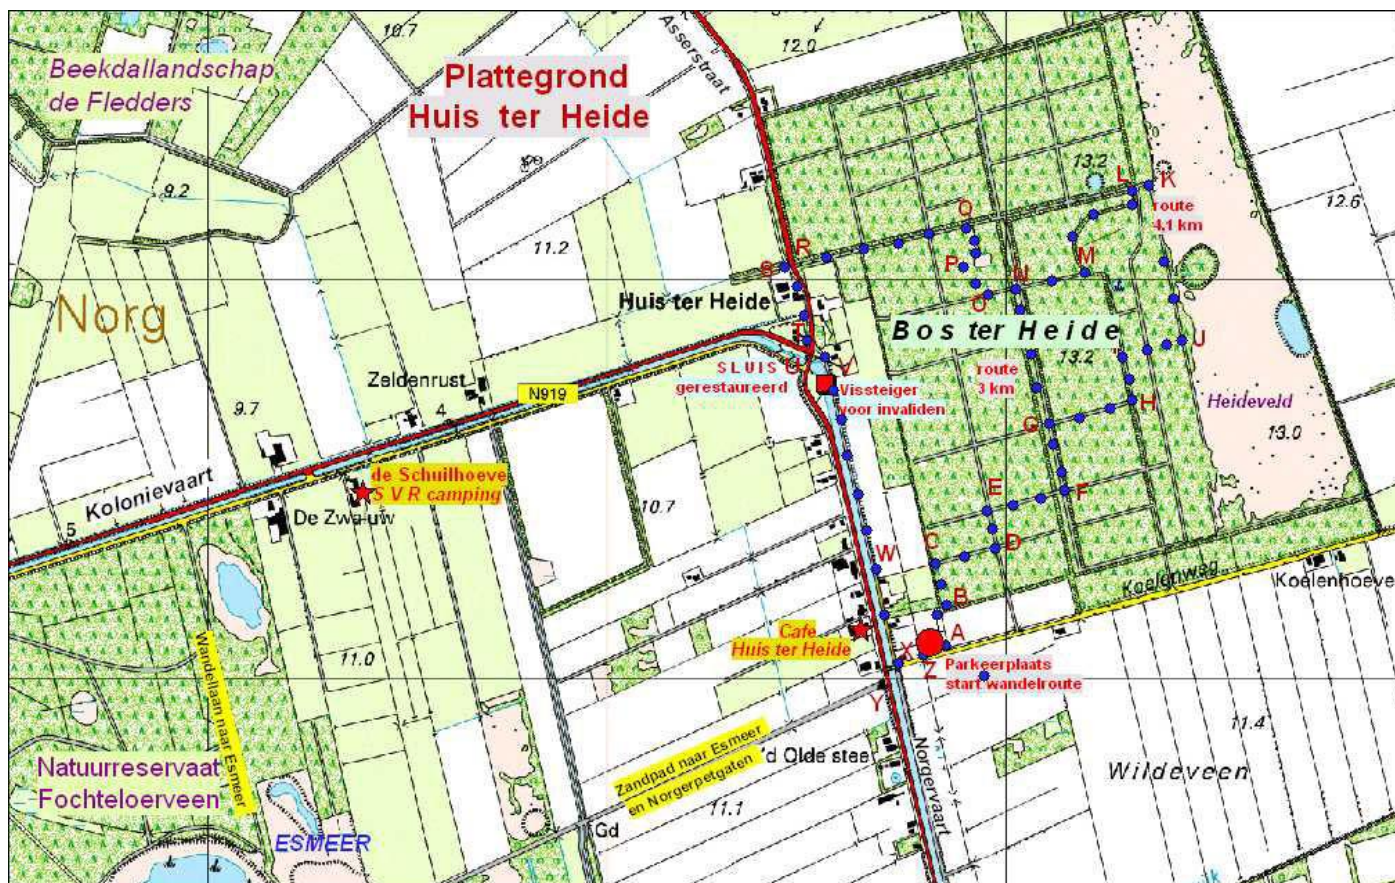 Beekdallandschap
de Fledders
10.7
Plattegrond
Huis ter Heide
Asserstraat
12.0
9.2
11.2
13.2
L
K
route
4.1 km
12.6
Q
R
S
P
M
N
O
Norg
Huis ter Heide
T
Bos ter Heide
13.2
I
J
SLUIS
gerestaureerd
U
V
route
3 km
Zeldenrust
N919
Vissteiger
voor invaliden
9.7
4
G
H
Heideveld
13.0
Kolonievaart
de Schuilhoeve
S V R camping
5
De Zwaluw
10.7
E
F
W
C
D
Koelenweg
Koelenhoeve
B
Cafe
Huis ter Heide
A
X
Z
Parkeerplaats
start wandelroute
11.0
Wandellaan naar Esmeer
Y
11.4
Zandpad naar Esmeer
en Norgerpetgaten
'd Olde stee
Norgervaart
Wildeveen
Natuurreservaat
Fochteloerveen
11.1
Gd
ESMEER